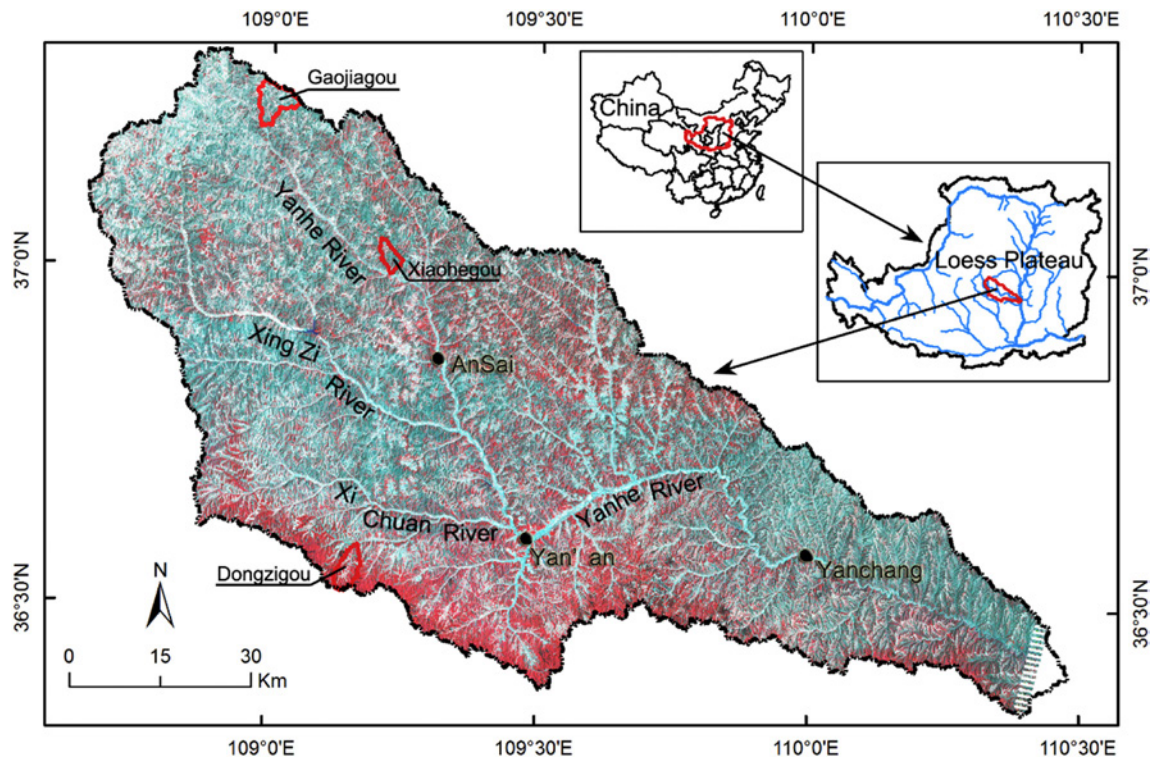 109°0'E
109°30'E
110°0'E
110°30'E
Gaojiagou
China
Yanhe River
Loess Plateau
37°0'N
37°0'N
Xiaohegou
Xing Zi River
AnSai
Xi Chuan River
Yanhe River
Yan' an
Yanchang
Dongzigou
N
36°30'N
36°30'N
0 15 30
Km
109°0'E
109°30'E
110°0'E
110°30'E